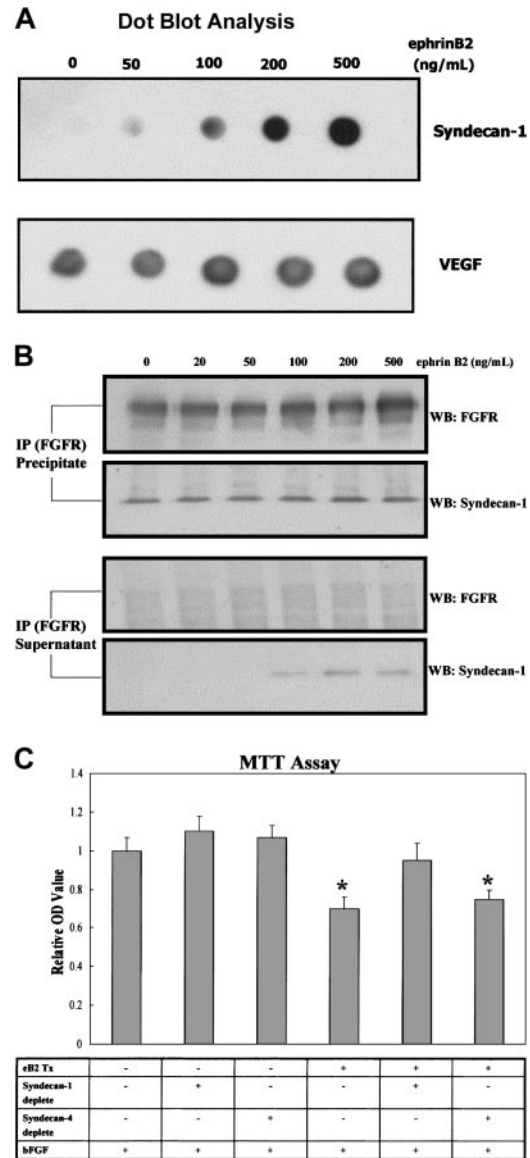 A Dot Blot Analysis
ephrinB2
0 50 100 200 500 (ng/mL)
Syndecan-1
VEGF
B
0 20 50 100 200 500 ephrin B2 (ng/mL)
WB: FGFR
IP (FGFR)
Precipitate
WB: Syndecan-1
WB: FGFR
IP (FGFR)
Supernatant
WB: Syndecan-1
C
MTT Assay
Relative OD Value
1.4
1.2
1
0.8
0.6
0.4
0.2
0
* *
eB2 Tx - - - + + +
Syndecan-1 deplete - + - - + -
Syndecan-4 deplete - - + - - +
bFGF + + + + + +